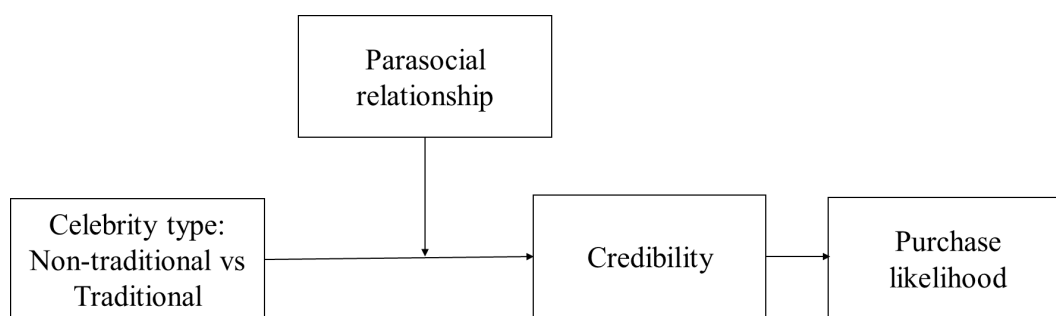 Parasocial
relationship
Celebrity type:
Non-traditional vs
Traditional
Credibility
Purchase
likelihood